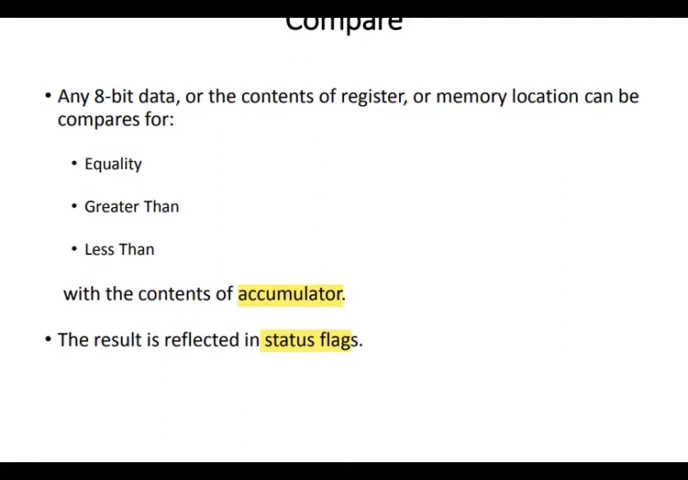 Compare
• Any 8-bit data, or the contents of register, or memory location can be
compares for:
• Equality
• Greater Than
• Less Than
with the contents of accumulator.
• The result is reflected in status flags.